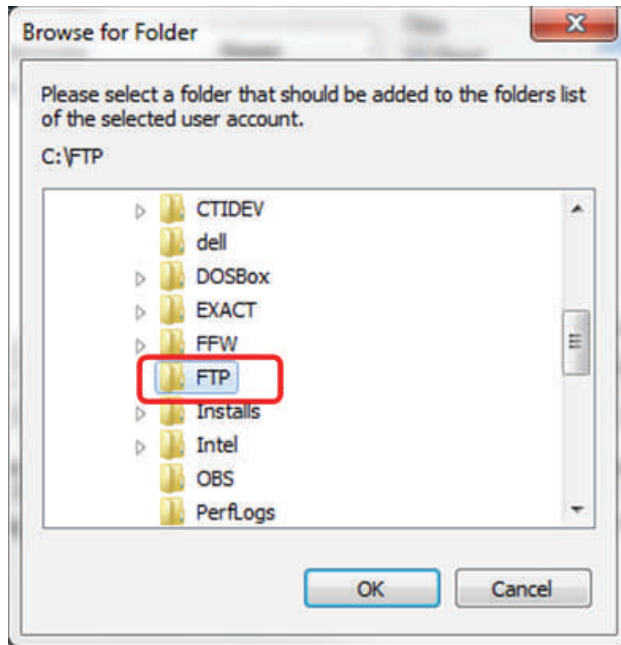 Browse for Folder
Please select a folder that should be added to the folders list
of the selected user account.
C:\FTP
CTIDEV
dell
DOSBox
EXACT
FFW
FTP
Installs
Intel
OBS
PerfLogs
OK Cancel